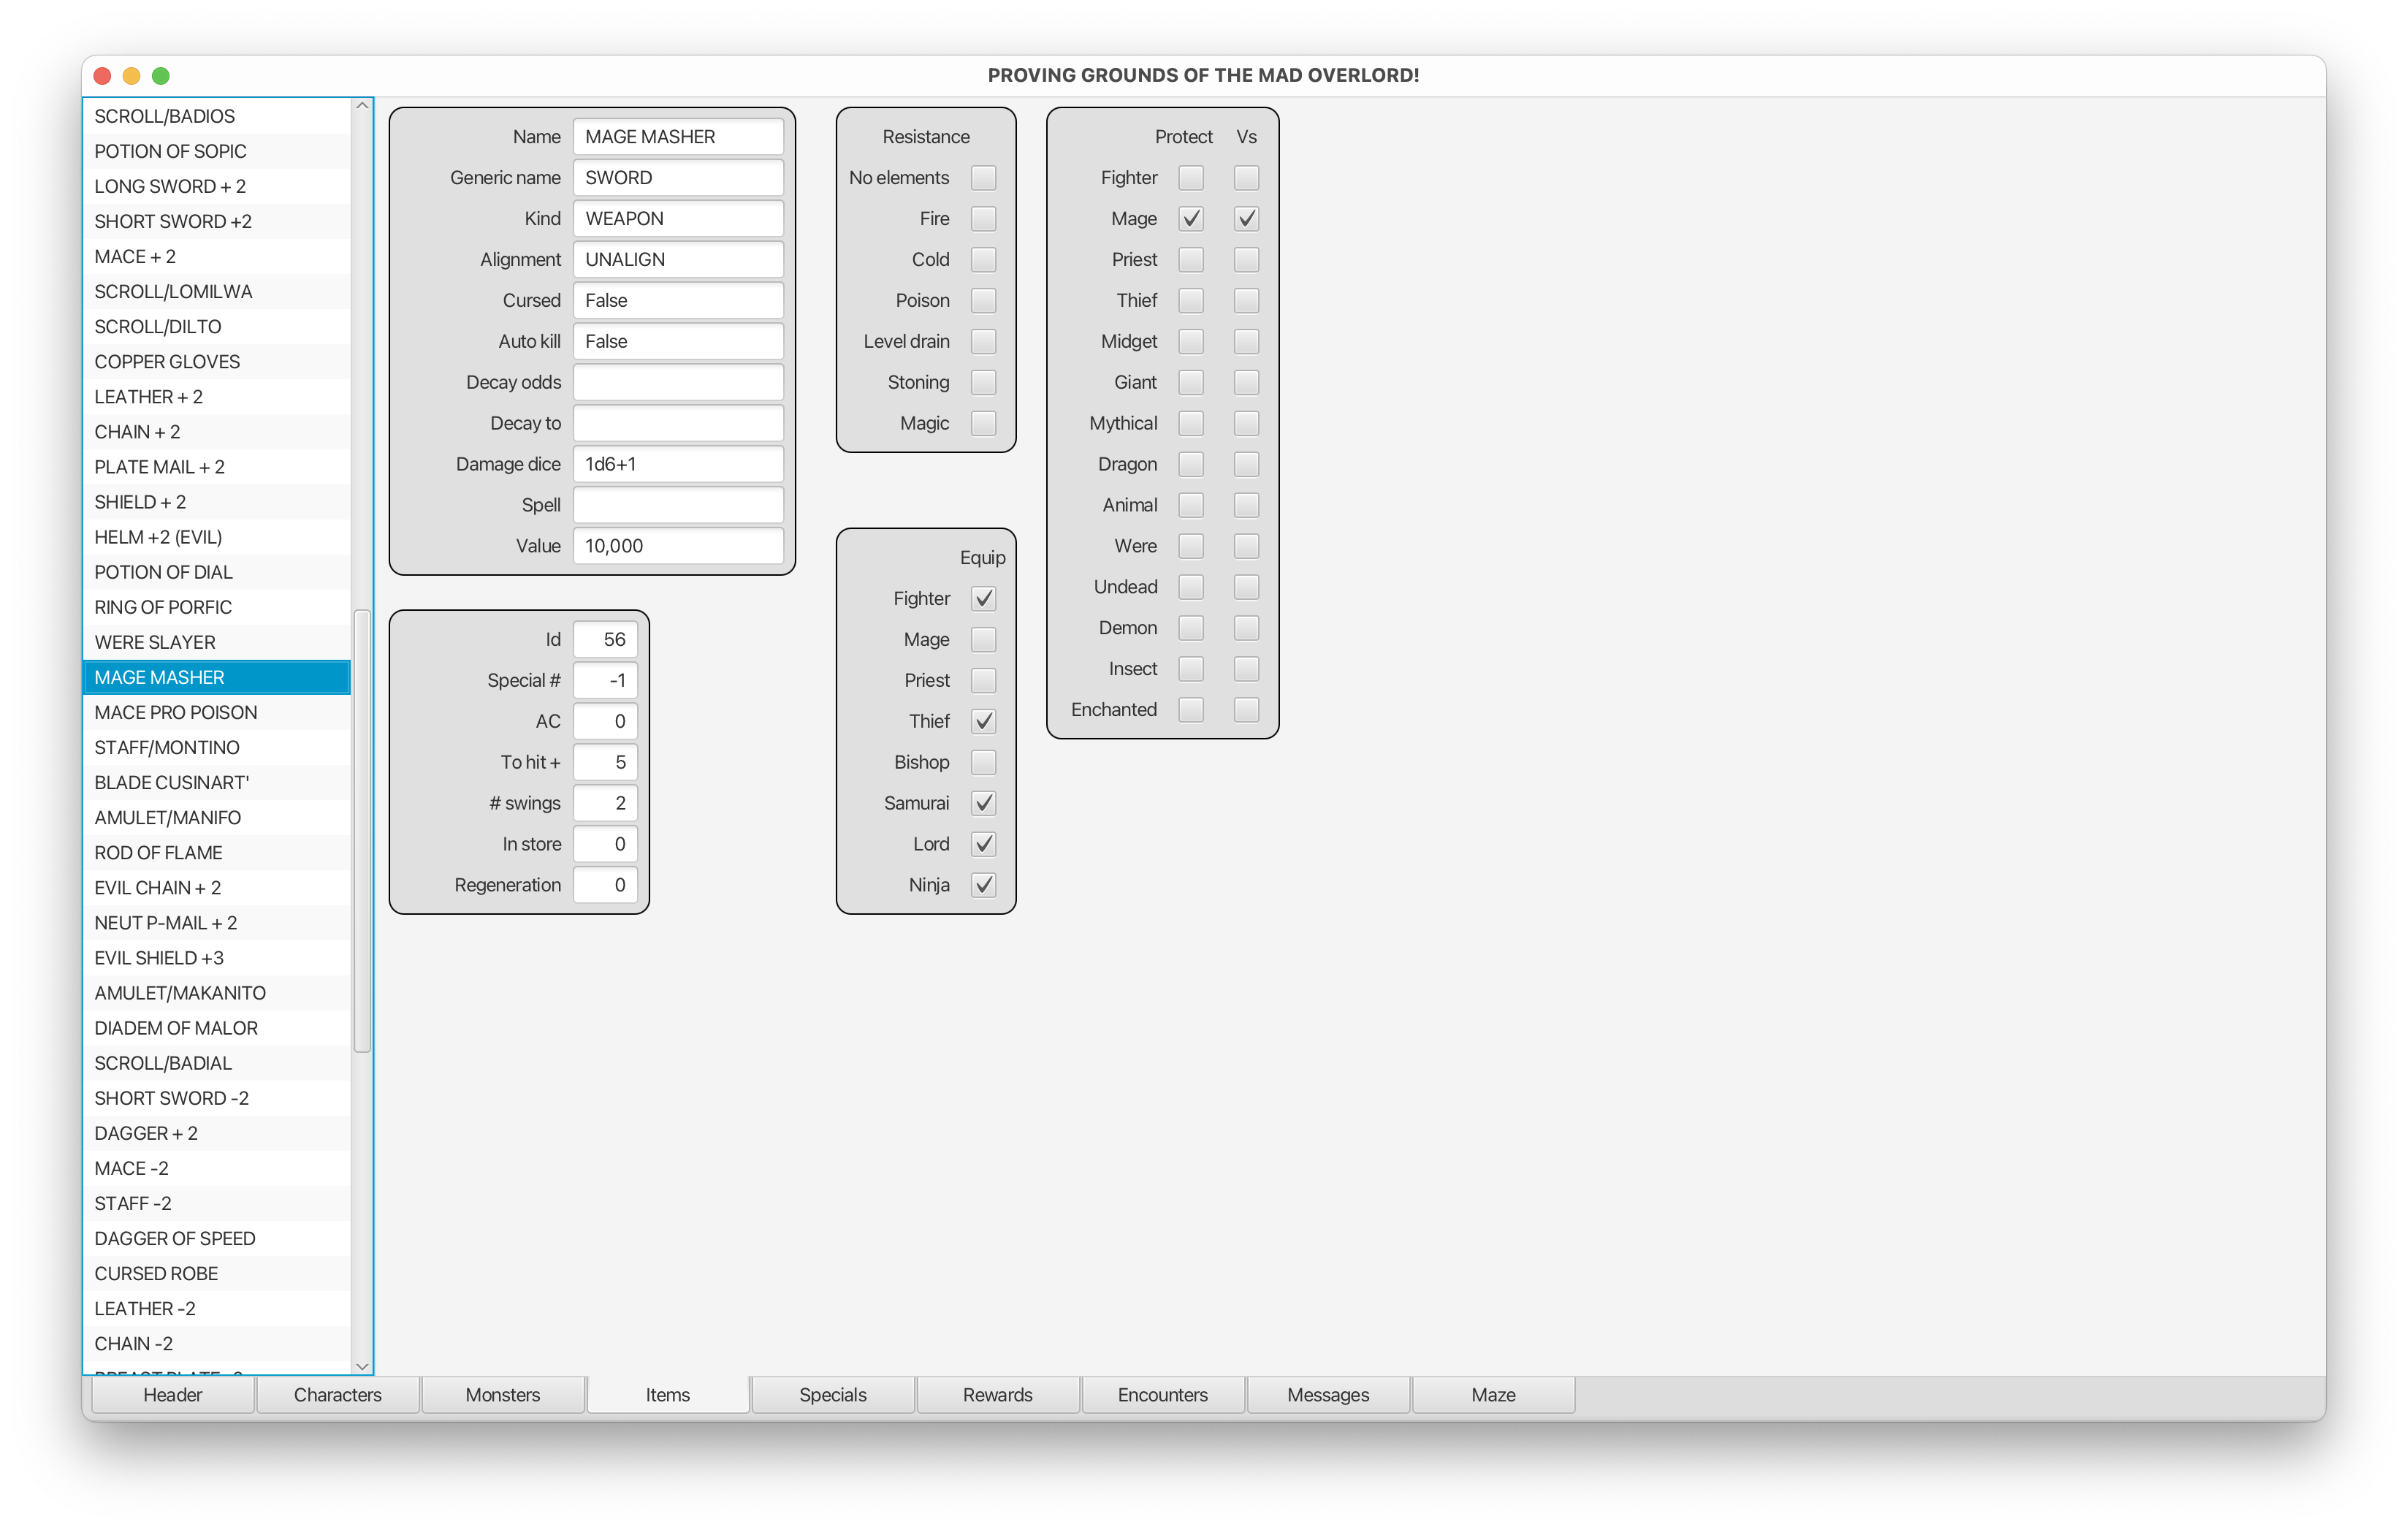 PROVING GROUNDS OF THE MAD OVERLORD!
SCROLL/BADIOS
POTION OF SOPIC
LONG SWORD + 2
SHORT SWORD +2
MACE + 2
SCROLL/LOMILWA
SCROLL/DILTO
COPPER GLOVES
LEATHER + 2
CHAIN + 2
PLATE MAIL + 2
SHIELD + 2
HELM +2 (EVIL)
POTION OF DIAL
RING OF PORFIC
WERE SLAYER
MAGE MASHER
MACE PRO POISON
STAFF/MONTINO
BLADE CUSINART'
AMULET/MANIFO
ROD OF FLAME
EVIL CHAIN + 2
NEUT P-MAIL + 2
EVIL SHIELD +3
AMULET/MAKANITO
DIADEM OF MALOR
SCROLL/BADIAL
SHORT SWORD -2
DAGGER + 2
MACE -2
STAFF -2
DAGGER OF SPEED
CURSED ROBE
LEATHER -2
CHAIN -2
Name MAGE MASHER
Generic name SWORD
Kind WEAPON
Alignment UNALIGN
Cursed False
Auto kill False
Decay odds
Decay to
Damage dice 1d6+1
Spell
Value 10,000
Id 56
Special # -1
AC 0
To hit + 5
# swings 2
In store 0
Regeneration 0
Resistance
No elements
Fire
Cold
Poison
Level drain
Stoning
Magic
Equip
Fighter
Mage
Priest
Thief
Bishop
Samurai
Lord
Ninja
Protect Vs
Fighter
Mage
Priest
Thief
Midget
Giant
Mythical
Dragon
Animal
Were
Undead
Demon
Insect
Enchanted
Header Characters Monsters Items Specials Rewards Encounters Messages Maze